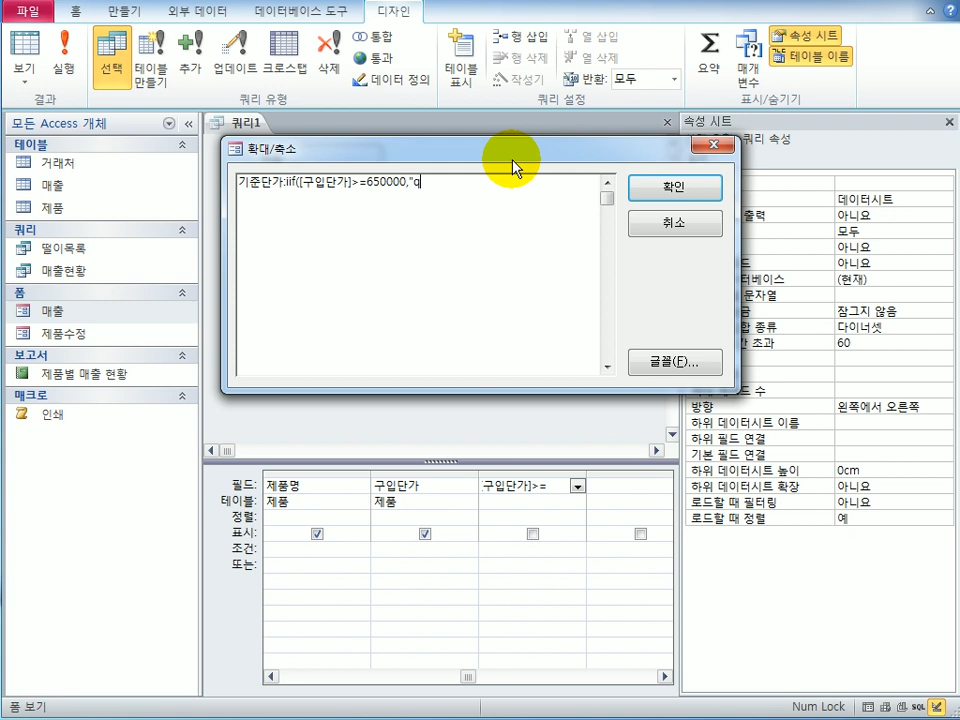 파일 홈 만들기 외부 데이터 데이터베이스 도구 디자인
보기 실행 선택 테이블 만들기 추가 업데이트 크로스탭 삭제
통합
통과
데이터 정의
테이블 표시
행 삽입
행 삭제
작성기
열 삽입
열 삭제
반환: 모두
요약 매개 변수
속성 시트
테이블 이름
결과 쿼리 유형 쿼리 설정 표시/숨기기
모든 Access 개체
테이블
거래처
매출
제품
쿼리
떨이목록
매출현황
폼
매출
제품수정
보고서
제품별 매출 현황
매크로
인쇄
쿼리1
확대/축소
기준단가:iif([구입단가]>=650000,"q
확인
취소
글꼴(F)...
필드: 제품명 구입단가 구입단가]>=
테이블: 제품 제품
정렬:
표시:
조건:
또는:
속성 시트
쿼리 속성
데이터시트
출력 아니요
모두
아니요
아니요
(현재)
문자열
잠그지 않음
종류 다이너셋
초과 60
수
방향 왼쪽에서 오른쪽
하위 데이터시트 이름
하위 필드 연결
기본 필드 연결
하위 데이터시트 높이 0cm
하위 데이터시트 확장 아니요
로드할 때 필터링 아니요
로드할 때 정렬 예
폼 보기
Num Lock
SQL